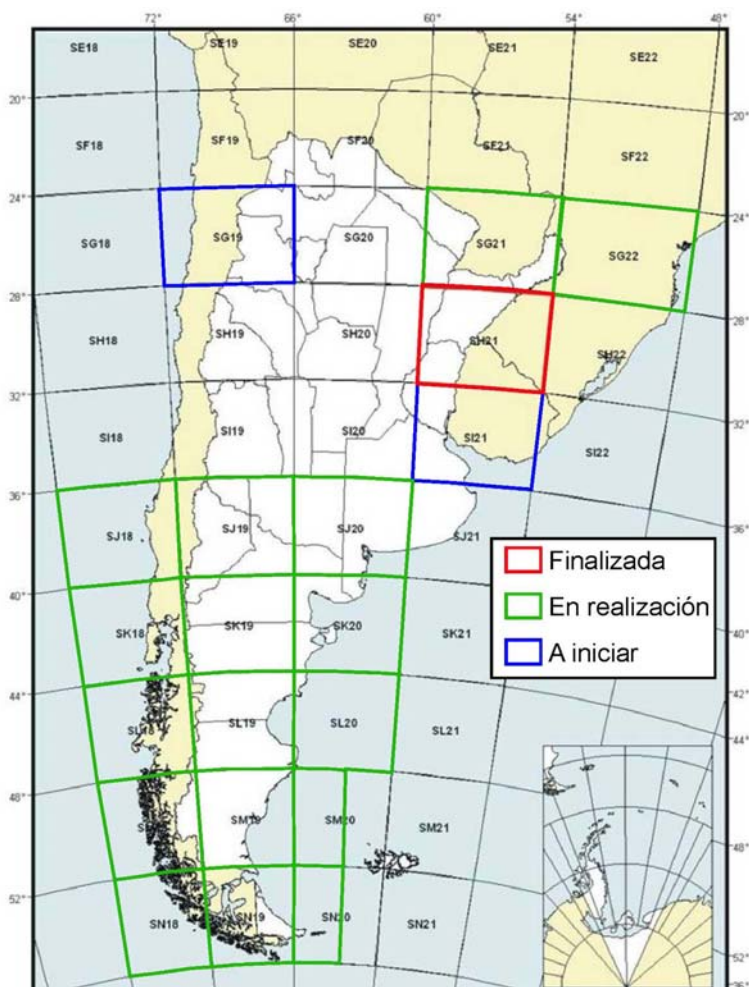 72° 66° 60° 54° 48°
SE18 SE19 SE20 SE21 SE22
20° 20°
SF18 SF19 SF20 SF21 SF22
24° 24°
SG18 SG19 SG20 SG21 SG22
28° 28°
SH18 SH19 SH20 SH21 SH22
32° 32°
SI18 SI19 SI20 SI21 SI22
36° 36°
SJ18 SJ19 SJ20 SJ21
Finalizada
En realización
A iniciar
40° 40°
SK18 SK19 SK20 SK21
44° 44°
SL18 SL19 SL20 SL21
48° 48°
SM19 SM20 SM21
52° 52°
SN18 SN19 SN20 SN21